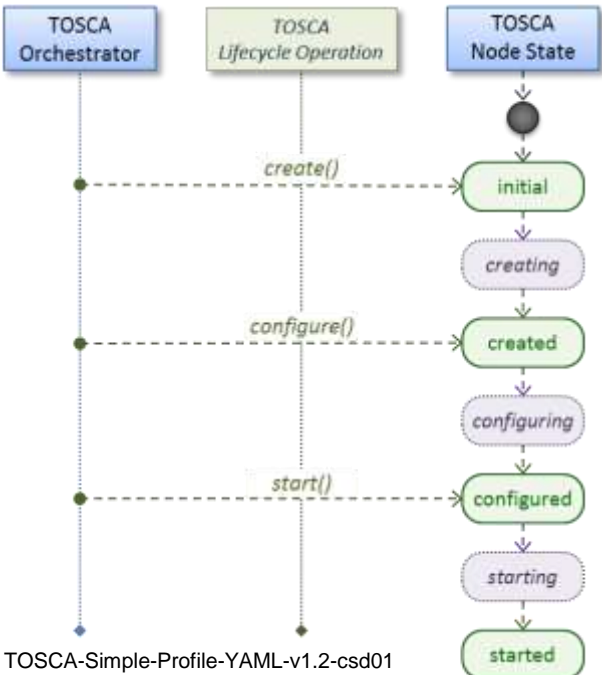 TOSCA
Orchestrator
TOSCA
Lifecycle Operation
TOSCA
Node State
create()
initial
creating
configure()
created
configuring
start()
configured
starting
started
TOSCA-Simple-Profile-YAML-v1.2-csd01